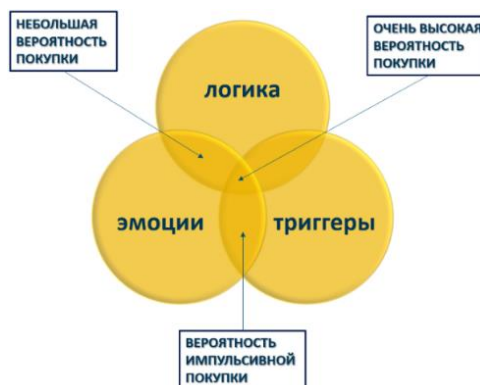 НЕБОЛЬШАЯ
ВЕРОЯТНОСТЬ
ПОКУПКИ
ОЧЕНЬ ВЫСОКАЯ
ВЕРОЯТНОСТЬ
ПОКУПКИ
логика
эмоции
триггеры
ВЕРОЯТНОСТЬ
ИМПУЛЬСИВНОЙ
ПОКУПКИ